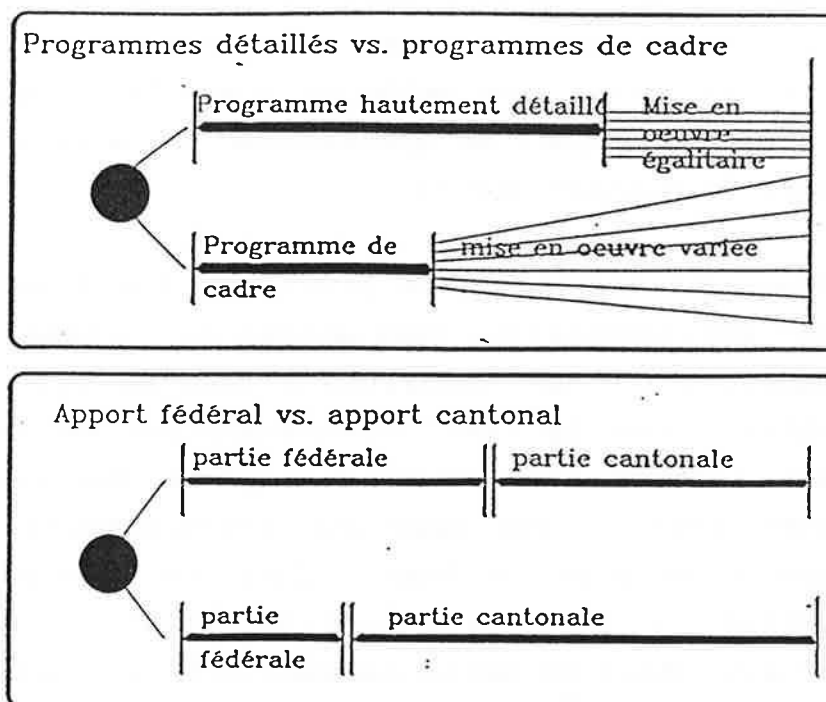 Programmes détaillés vs. programmes de cadre
Programme hautement détaillé
Mise en
oeuvre
égalitaire
Programme de
cadre
mise en oeuvre variée
Apport fédéral vs. apport cantonal
partie fédérale
partie cantonale
partie
fédérale
partie cantonale